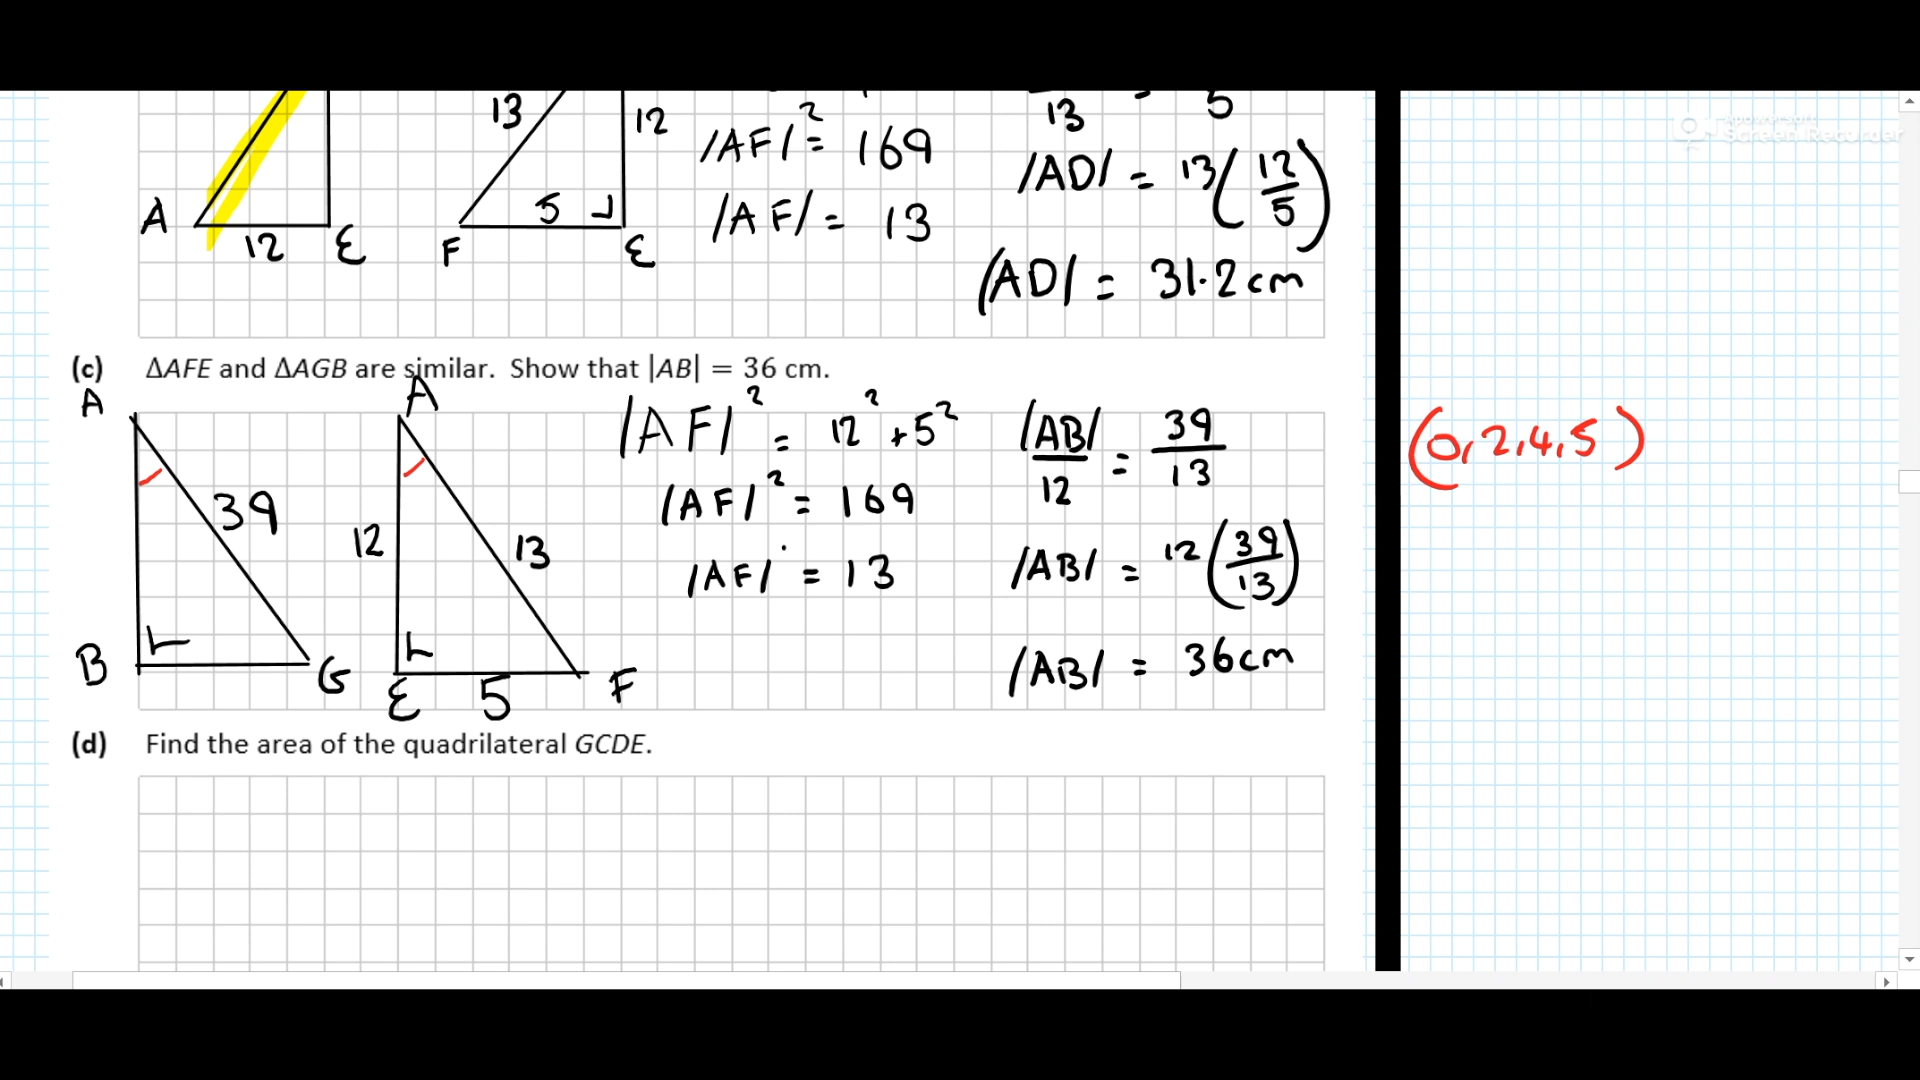 13
12
/AF/² = 169
13 5
/AD/ = 13(12/5)
A 12 E
F 5 E
/AF/ = 13
/AD/ = 31.2cm
Apowersoft
Screen Recorder
(c) ΔAFE and ΔAGB are similar. Show that |AB| = 36 cm.
A
B
G
39
A
12
13
E 5 F
/AF/² = 12² + 5²
/AF/² = 169
/AF/ = 13
/AB/ / 12 = 39 / 13
/AB/ = 12(39/13)
/AB/ = 36cm
(0,2,4,5)
(d) Find the area of the quadrilateral GCDE.